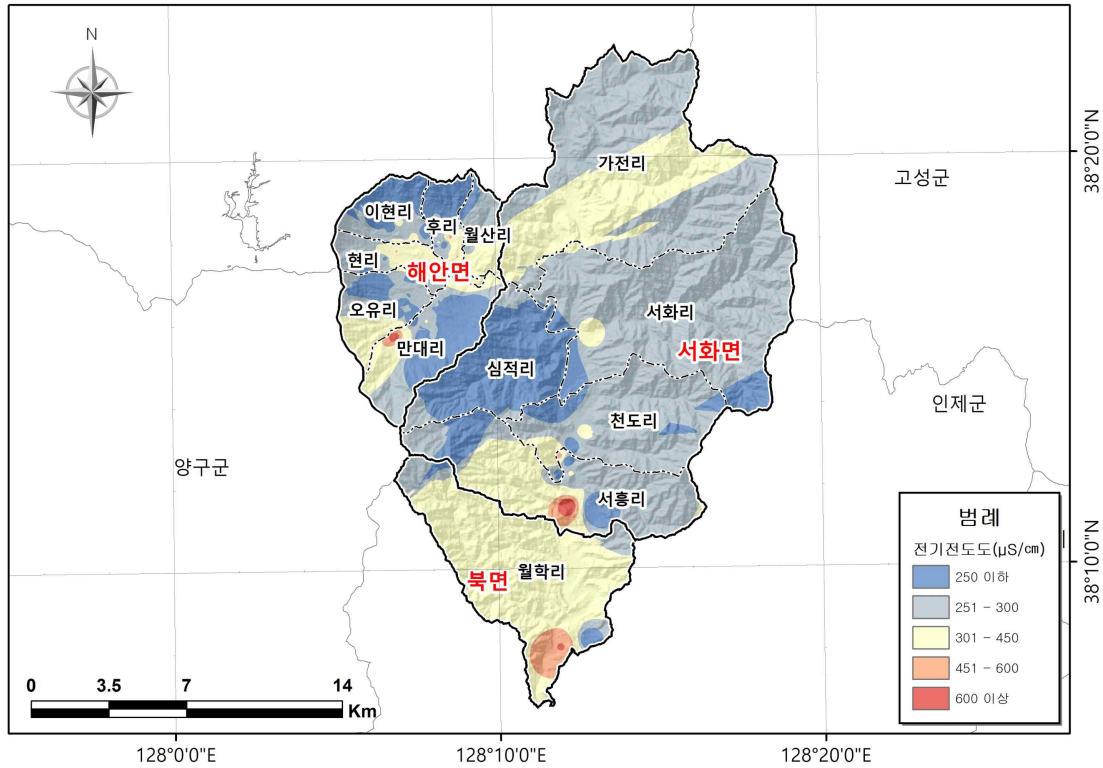 N
가전리
고성군
38°20'0"N
이현리
후리
월산리
현리
해안면
오유리
서화리
만대리
서화면
심적리
인제군
천도리
양구군
서흥리
월학리
북면
38°10'0"N
범례
전기전도도(μS/㎝)
250 이하
251 - 300
301 - 450
451 - 600
600 이상
0 3.5 7 14
Km
128°0'0"E 128°10'0"E 128°20'0"E